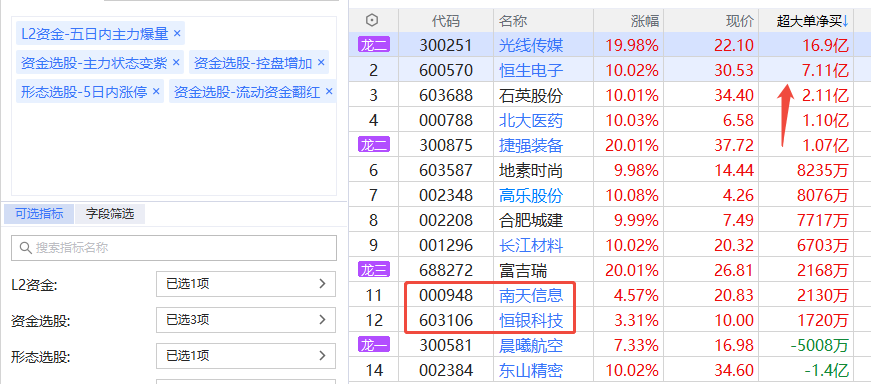 L2资金-五日内主力爆量 ×
资金选股-主力状态变紫 × 资金选股-控盘增加 ×
形态选股-5日内涨停 × 资金选股-流动资金翻红 ×
可选指标 字段筛选
搜索指标名称
L2资金: 已选1项
资金选股: 已选3项
形态选股: 已选1项
代码 名称 涨幅 现价 超大单净买↓
龙二 300251 光线传媒 19.98% 22.10 16.9亿
2 600570 恒生电子 10.02% 30.53 7.11亿
3 603688 石英股份 10.01% 34.40 2.11亿
4 000788 北大医药 10.03% 6.58 1.10亿
龙二 300875 捷强装备 20.01% 37.72 1.07亿
6 603587 地素时尚 9.98% 14.44 8235万
7 002348 高乐股份 10.08% 4.26 8076万
8 002208 合肥城建 9.99% 7.49 7717万
9 001296 长江材料 10.02% 20.32 6703万
龙三 688272 富吉瑞 20.01% 26.81 2168万
11 000948 南天信息 4.57% 20.83 2130万
12 603106 恒银科技 3.31% 10.00 1720万
龙一 300581 晨曦航空 7.33% 16.98 -5008万
14 002384 东山精密 10.02% 34.60 -1.4亿